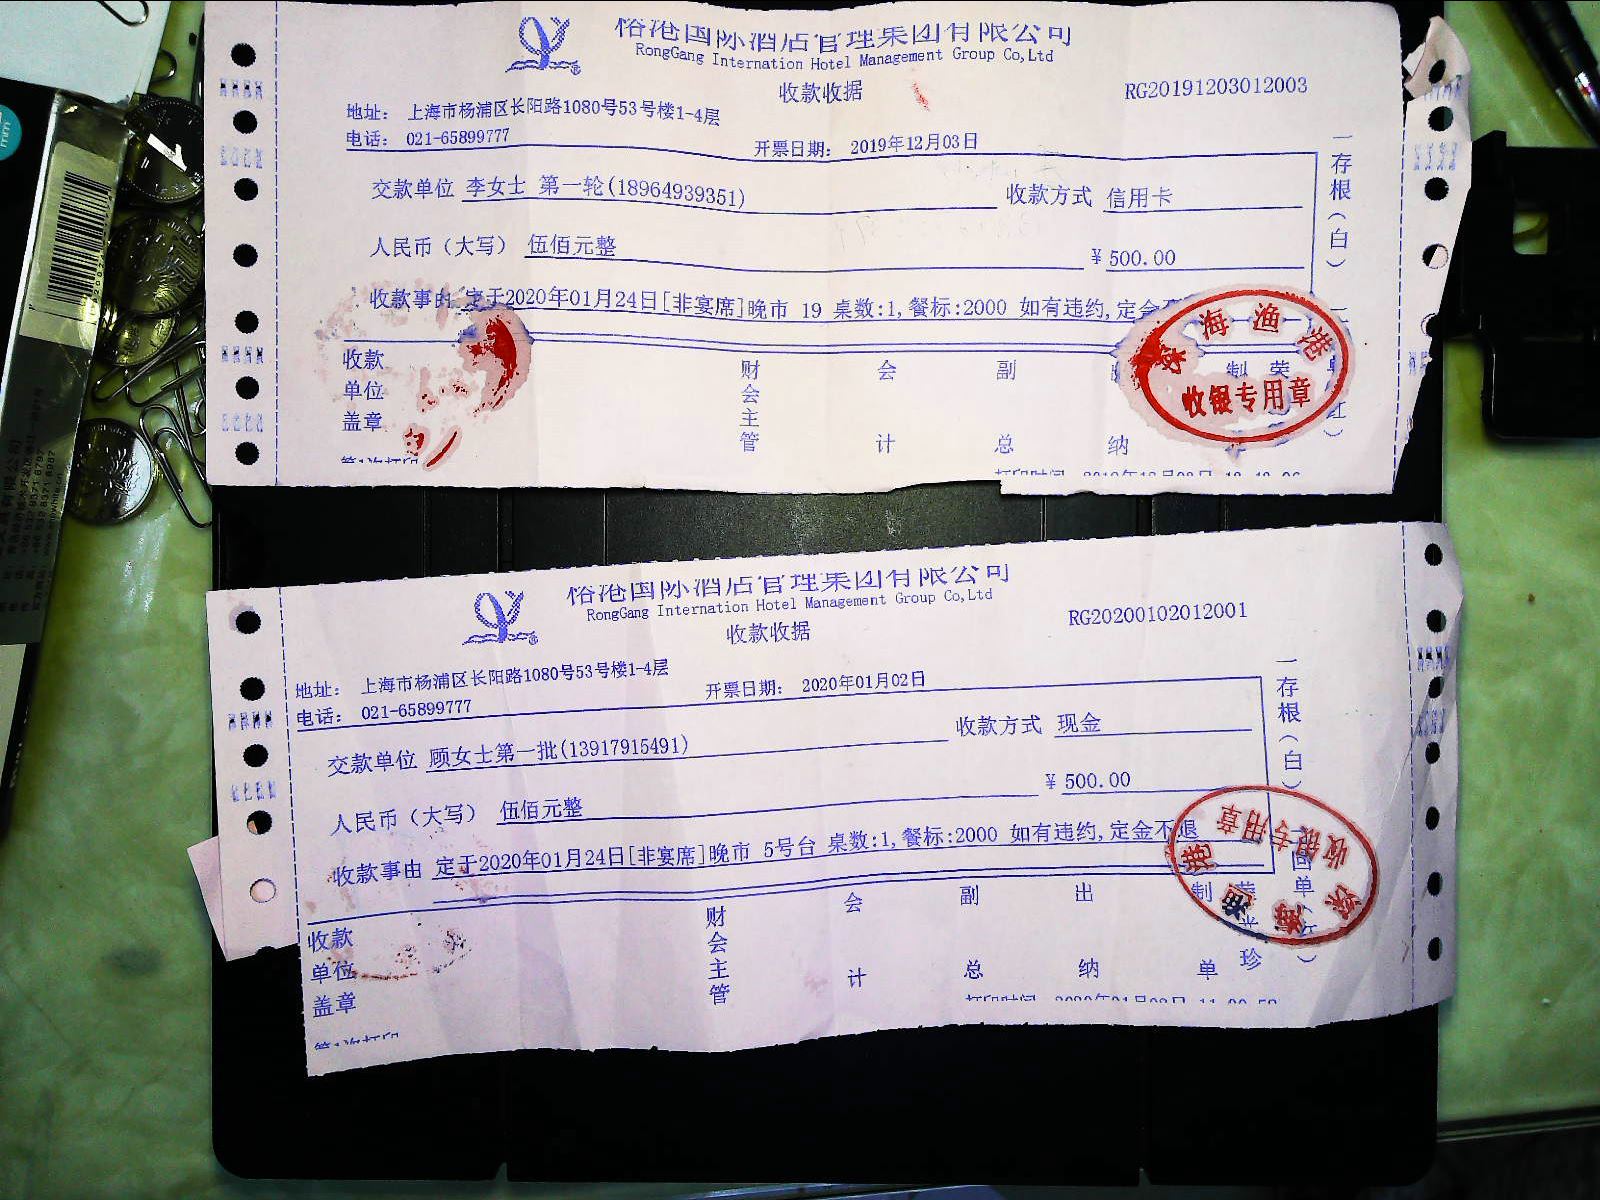 国际酒店管理集团有限公司
RongGang Internation Hotel Management Group Co,Ltd
收款收据
RG20191203012003
地址： 上海市杨浦区长阳路1080号53号楼1-4层
电话： 021-65899777
开票日期： 2019年12月03日
交款单位 李女士 第一轮(18964939351) 收款方式 信用卡
人民币（大写） 伍佰元整 ￥500.00
收款事由 定于2020年01月24日[非宴席]晚市 19 桌数:1,餐标:2000 如有违约,定金
一存根（白）
收款单位盖章
财会主管
会计
副总
纳
制
荣
海渔港
收银专用章
国际酒店管理集团有限公司
RongGang Internation Hotel Management Group Co,Ltd
收款收据
RG20200102012001
地址： 上海市杨浦区长阳路1080号53号楼1-4层
电话： 021-65899777
开票日期： 2020年01月02日
交款单位 顾女士第一批(13917915491) 收款方式 现金
人民币（大写） 伍佰元整 ￥500.00
收款事由 定于2020年01月24日[非宴席]晚市 5号台 桌数:1,餐标:2000 如有违约,定金不退
一存根（白）
收款单位盖章
财会主管
会计
副总
出纳
制单
珍
海渔港
收银专用章